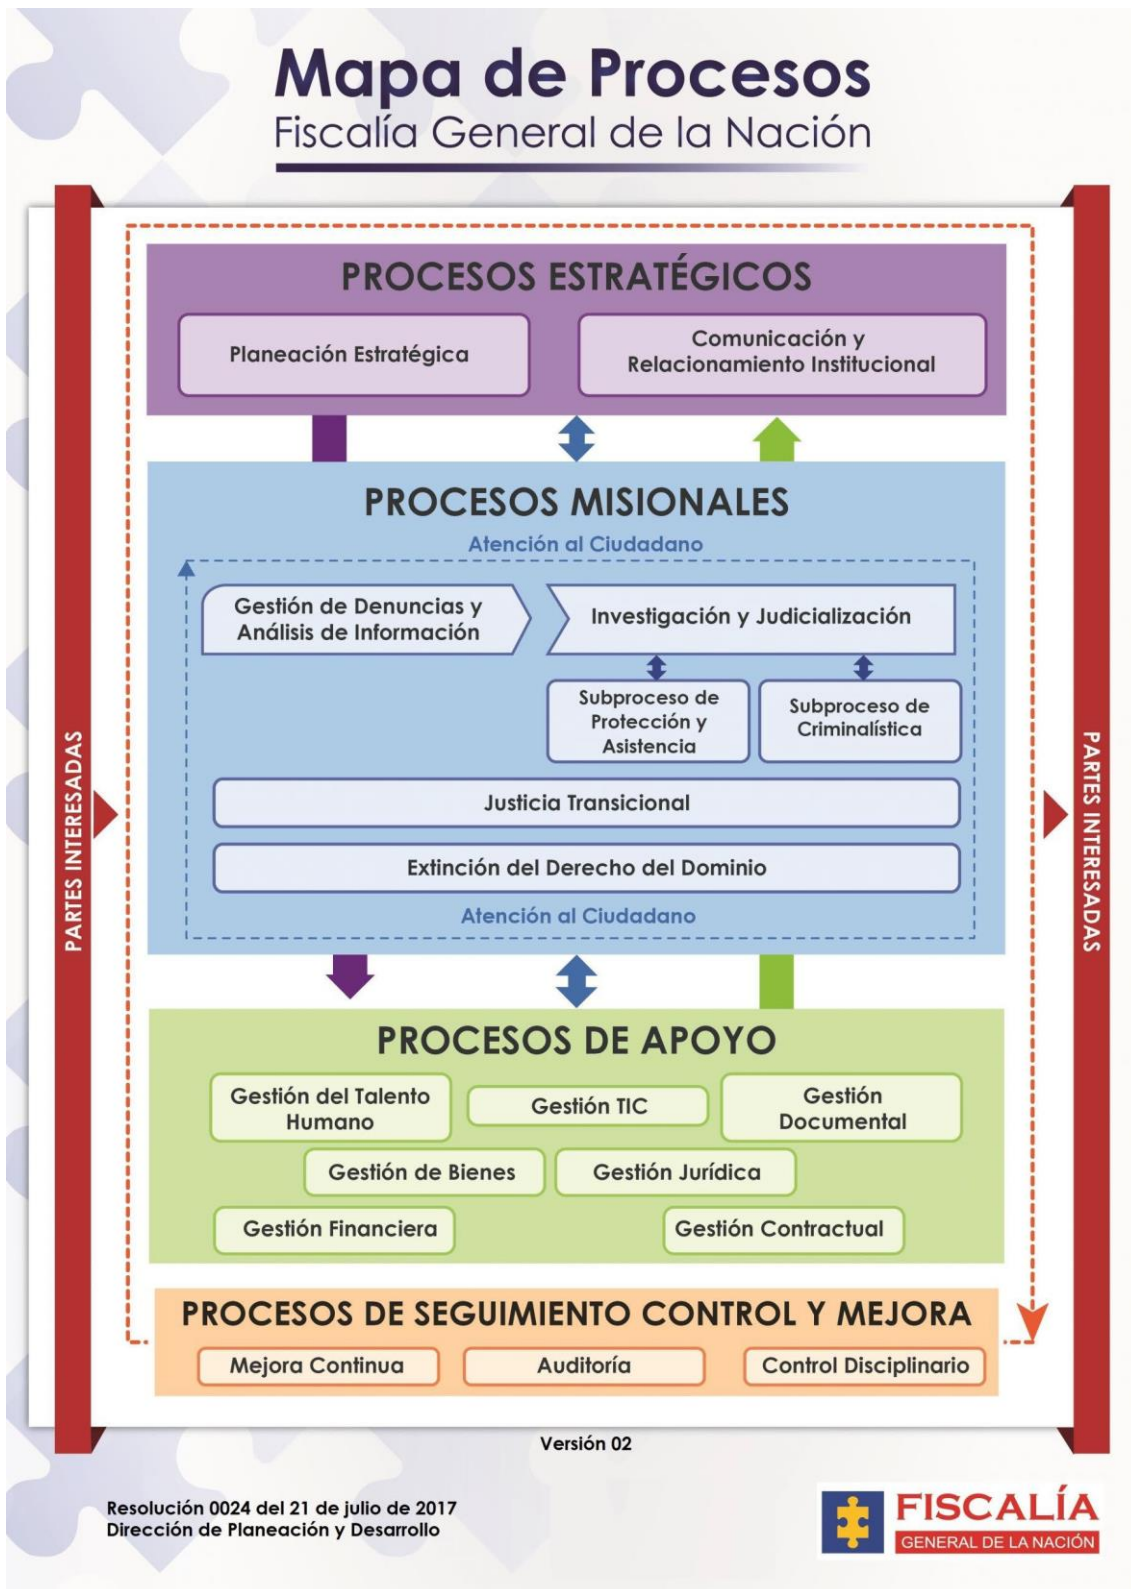 Mapa de Procesos
Fiscalía General de la Nación
PROCESOS ESTRATÉGICOS
Planeación Estratégica
Comunicación y
Relacionamiento Institucional
PROCESOS MISIONALES
Atención al Ciudadano
Gestión de Denuncias y
Análisis de Información
Investigación y Judicialización
Subproceso de
Protección y
Asistencia
Subproceso de
Criminalística
Justicia Transicional
Extinción del Derecho del Dominio
Atención al Ciudadano
PARTES INTERESADAS
PARTES INTERESADAS
PROCESOS DE APOYO
Gestión del Talento
Humano
Gestión TIC
Gestión
Documental
Gestión de Bienes
Gestión Jurídica
Gestión Financiera
Gestión Contractual
PROCESOS DE SEGUIMIENTO CONTROL Y MEJORA
Mejora Continua
Auditoría
Control Disciplinario
Versión 02
Resolución 0024 del 21 de julio de 2017
Dirección de Planeación y Desarrollo
FISCALÍA
GENERAL DE LA NACIÓN